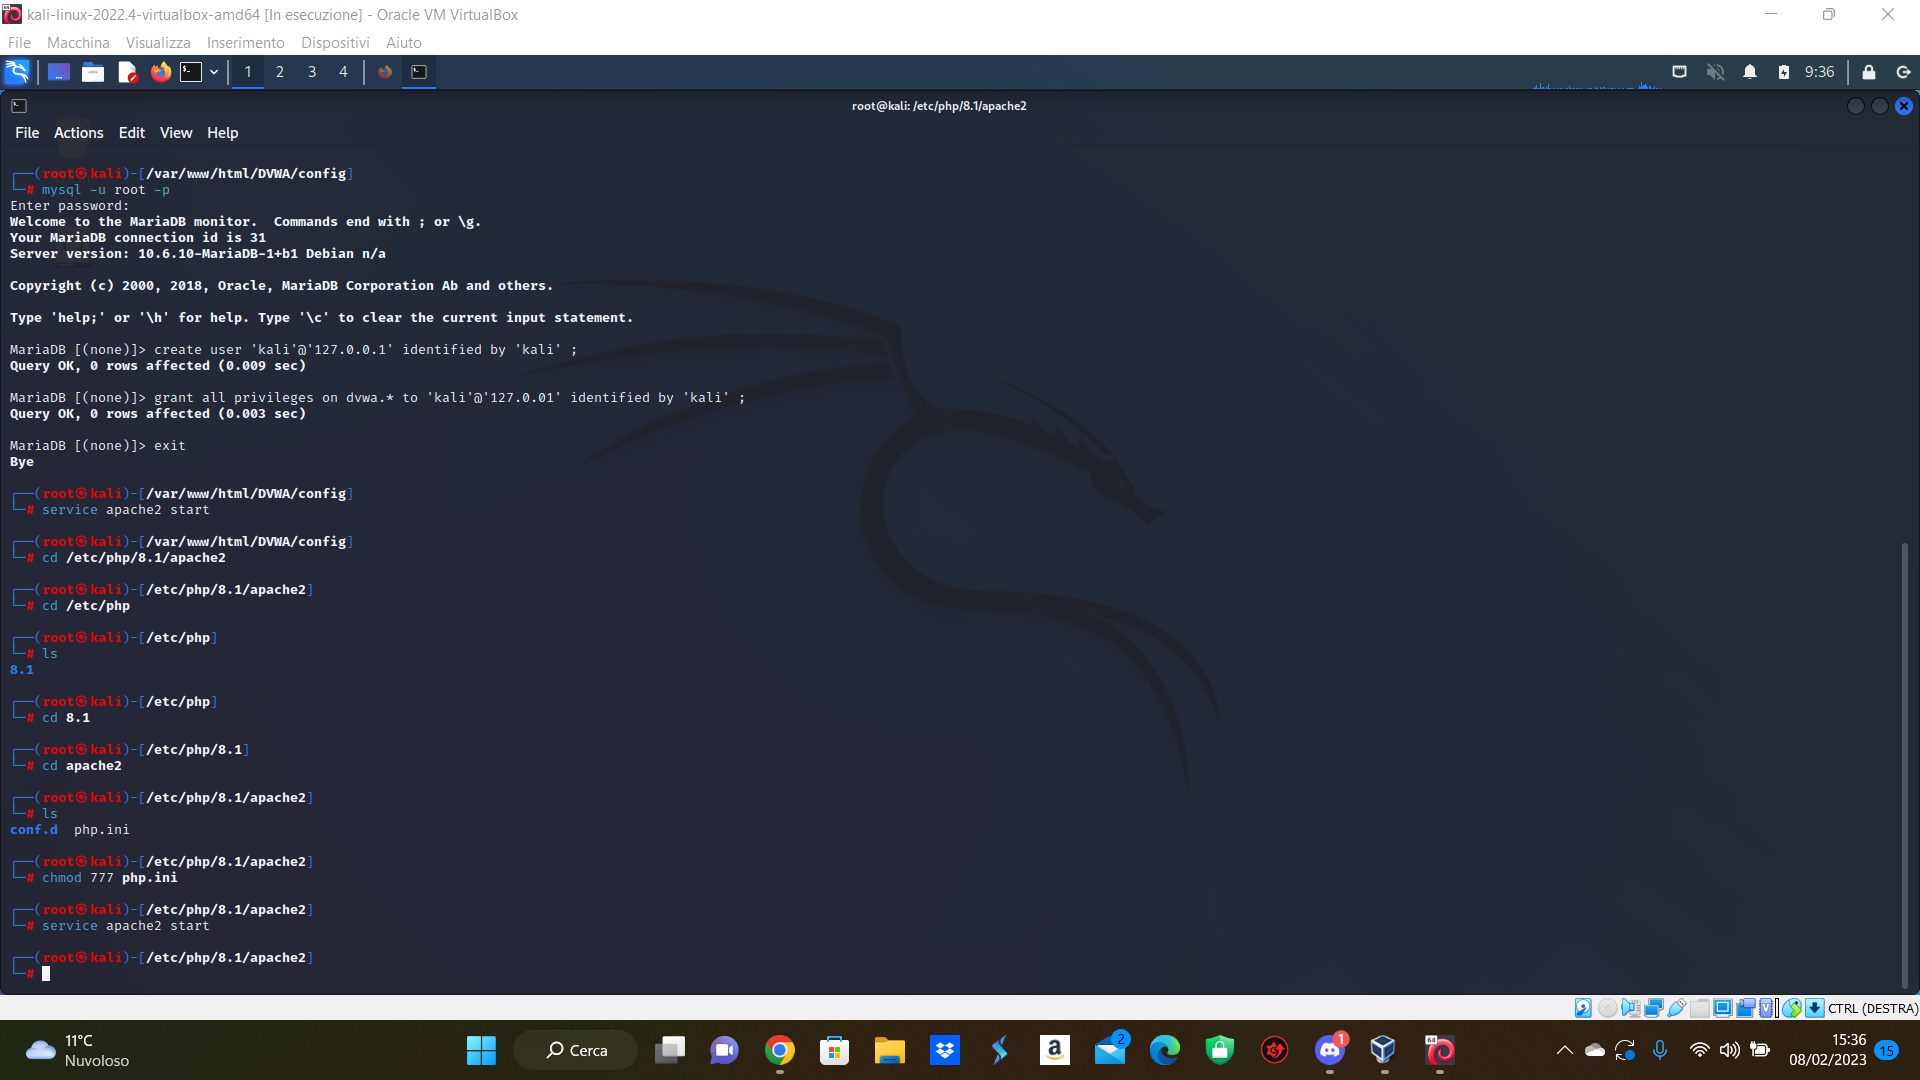 kali-linux-2022.4-virtualbox-amd64 [In esecuzione] - Oracle VM VirtualBox
File Macchina Visualizza Inserimento Dispositivi Aiuto
1 2 3 4 9:36
root@kali: /etc/php/8.1/apache2
File Actions Edit View Help
┌──(root㉿kali)-[/var/www/html/DVWA/config]
└─# mysql -u root -p
Enter password:
Welcome to the MariaDB monitor.  Commands end with ; or \g.
Your MariaDB connection id is 31
Server version: 10.6.10-MariaDB-1+b1 Debian n/a
Copyright (c) 2000, 2018, Oracle, MariaDB Corporation Ab and others.
Type 'help;' or '\h' for help. Type '\c' to clear the current input statement.
MariaDB [(none)]> create user 'kali'@'127.0.0.1' identified by 'kali' ;
Query OK, 0 rows affected (0.009 sec)
MariaDB [(none)]> grant all privileges on dvwa.* to 'kali'@'127.0.01' identified by 'kali' ;
Query OK, 0 rows affected (0.003 sec)
MariaDB [(none)]> exit
Bye
┌──(root㉿kali)-[/var/www/html/DVWA/config]
└─# service apache2 start
┌──(root㉿kali)-[/var/www/html/DVWA/config]
└─# cd /etc/php/8.1/apache2
┌──(root㉿kali)-[/etc/php/8.1/apache2]
└─# cd /etc/php
┌──(root㉿kali)-[/etc/php]
└─# ls
8.1
┌──(root㉿kali)-[/etc/php]
└─# cd 8.1
┌──(root㉿kali)-[/etc/php/8.1]
└─# cd apache2
┌──(root㉿kali)-[/etc/php/8.1/apache2]
└─# ls
conf.d  php.ini
┌──(root㉿kali)-[/etc/php/8.1/apache2]
└─# chmod 777 php.ini
┌──(root㉿kali)-[/etc/php/8.1/apache2]
└─# service apache2 start
┌──(root㉿kali)-[/etc/php/8.1/apache2]
└─#
CTRL (DESTRA)
11°C
Nuvoloso
Cerca
a
2
1
64
15:36
08/02/2023
15